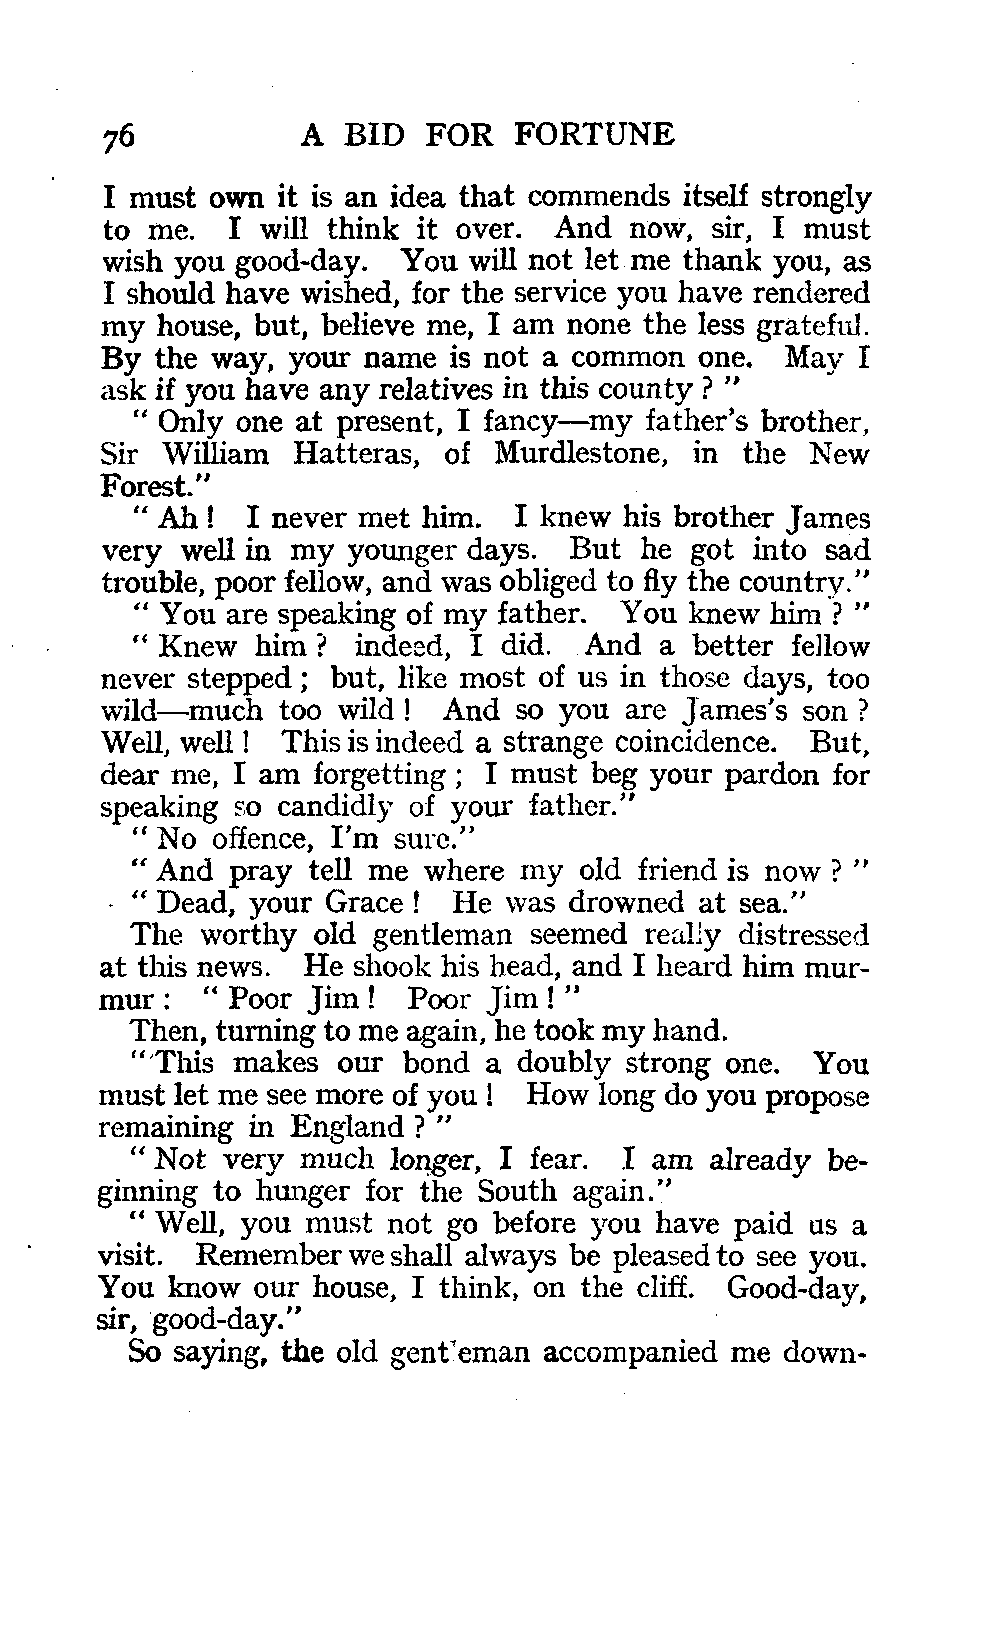 76 A BID FOR FORTUNE
I must own it is an idea that commends itself strongly
to me. I will think it over. And now, sir, I must
wish you good-day. You will not let me thank you, as
I should have wished, for the service you have rendered
my house, but, believe me, I am none the less grateful.
By the way, your name is not a common one. May I
ask if you have any relatives in this county ? "
" Only one at present, I fancy—my father's brother,
Sir William Hatteras, of Murdlestone, in the New
Forest."
" Ah ! I never met him. I knew his brother James
very well in my younger days. But he got into sad
trouble, poor fellow, and was obliged to fly the country."
" You are speaking of my father. You knew him ? "
" Knew him ? indeed, I did. And a better fellow
never stepped ; but, like most of us in those days, too
wild—much too wild ! And so you are James's son ?
Well, well ! This is indeed a strange coincidence. But,
dear me, I am forgetting ; I must beg your pardon for
speaking so candidly of your father."
" No offence, I'm sure."
" And pray tell me where my old friend is now ? "
" Dead, your Grace ! He was drowned at sea."
The worthy old gentleman seemed really distressed
at this news. He shook his head, and I heard him mur-
mur : " Poor Jim ! Poor Jim ! "
Then, turning to me again, he took my hand.
" This makes our bond a doubly strong one. You
must let me see more of you ! How long do you propose
remaining in England ? "
" Not very much longer, I fear. I am already be-
ginning to hunger for the South again."
" Well, you must not go before you have paid us a
visit. Remember we shall always be pleased to see you.
You know our house, I think, on the cliff. Good-day,
sir, good-day."
So saying, the old gentleman accompanied me down-